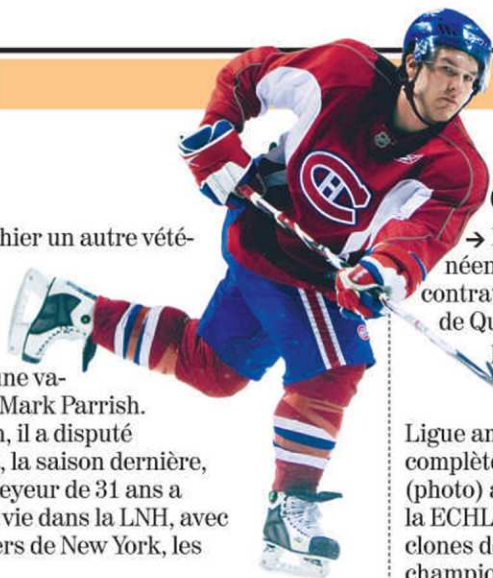 hier un autre vété-
une va-
Mark Parrish.
il a disputé
la saison dernière,
eyeur de 31 ans a
vie dans la LNH, avec
ers de New York, les
→
néen
contra
de Qu
Ligue an
complète
(photo) a
la ECHL
clones d
champio